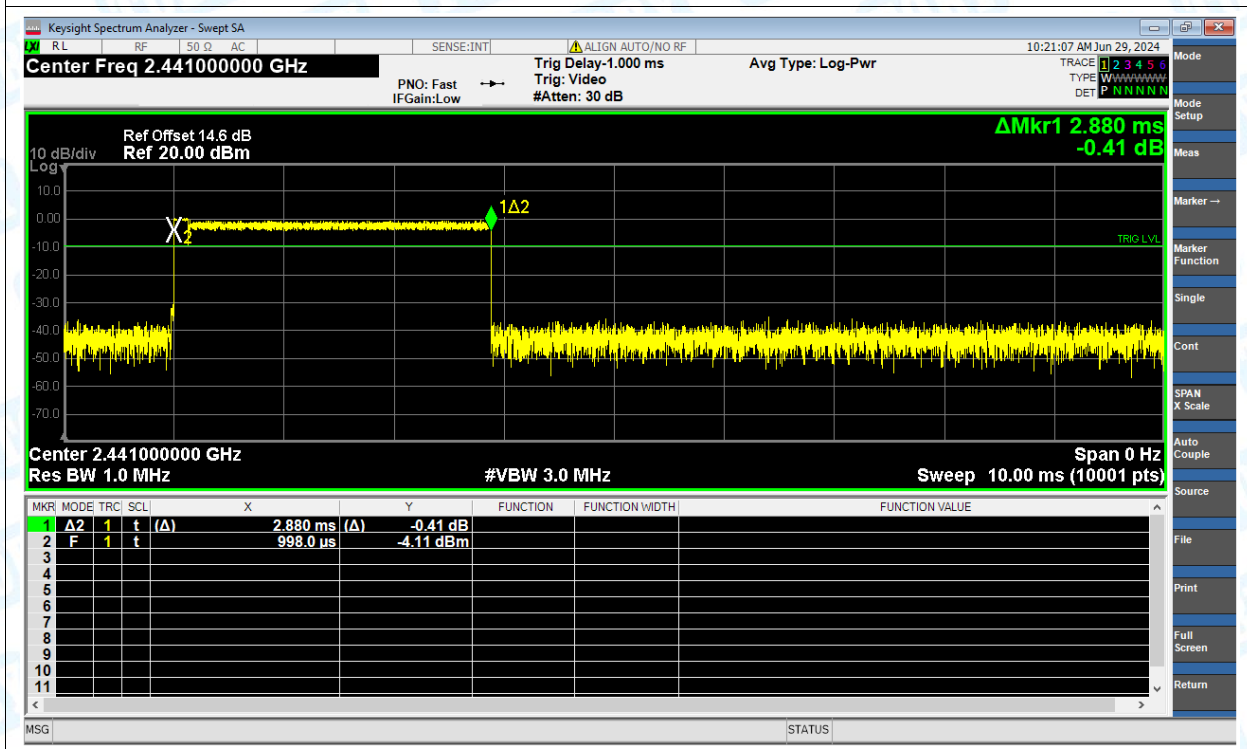 Keysight Spectrum Analyzer - Swept SA
LXI RL RF 50 Ω AC SENSE:INT ALIGN AUTO/NO RF 10:21:07 AM Jun 29, 2024
Center Freq 2.441000000 GHz
PNO: Fast
IFGain:Low
Trig Delay-1.000 ms
Trig: Video
#Atten: 30 dB
Avg Type: Log-Pwr
TRACE 1 2 3 4 5 6
TYPE WWWWWW
DET P N N N N N
ΔMkr1 2.880 ms
-0.41 dB
Ref Offset 14.6 dB
10 dB/div Ref 20.00 dBm
Log
10.0
0.00
-10.0
-20.0
-30.0
-40.0
-50.0
-60.0
-70.0
1Δ2
2
TRIG LVL
Center 2.441000000 GHz Span 0 Hz
Res BW 1.0 MHz #VBW 3.0 MHz Sweep 10.00 ms (10001 pts)
MKR MODE TRC SCL X Y FUNCTION FUNCTION WIDTH FUNCTION VALUE
1 Δ2 1 t (Δ) 2.880 ms (Δ) -0.41 dB
2 F 1 t 998.0 µs -4.11 dBm
3
4
5
6
7
8
9
10
11
MSG STATUS
Mode
Mode
Setup
Meas
Marker →
Marker
Function
Single
Cont
SPAN
X Scale
Auto
Couple
Source
File
Print
Full
Screen
Return